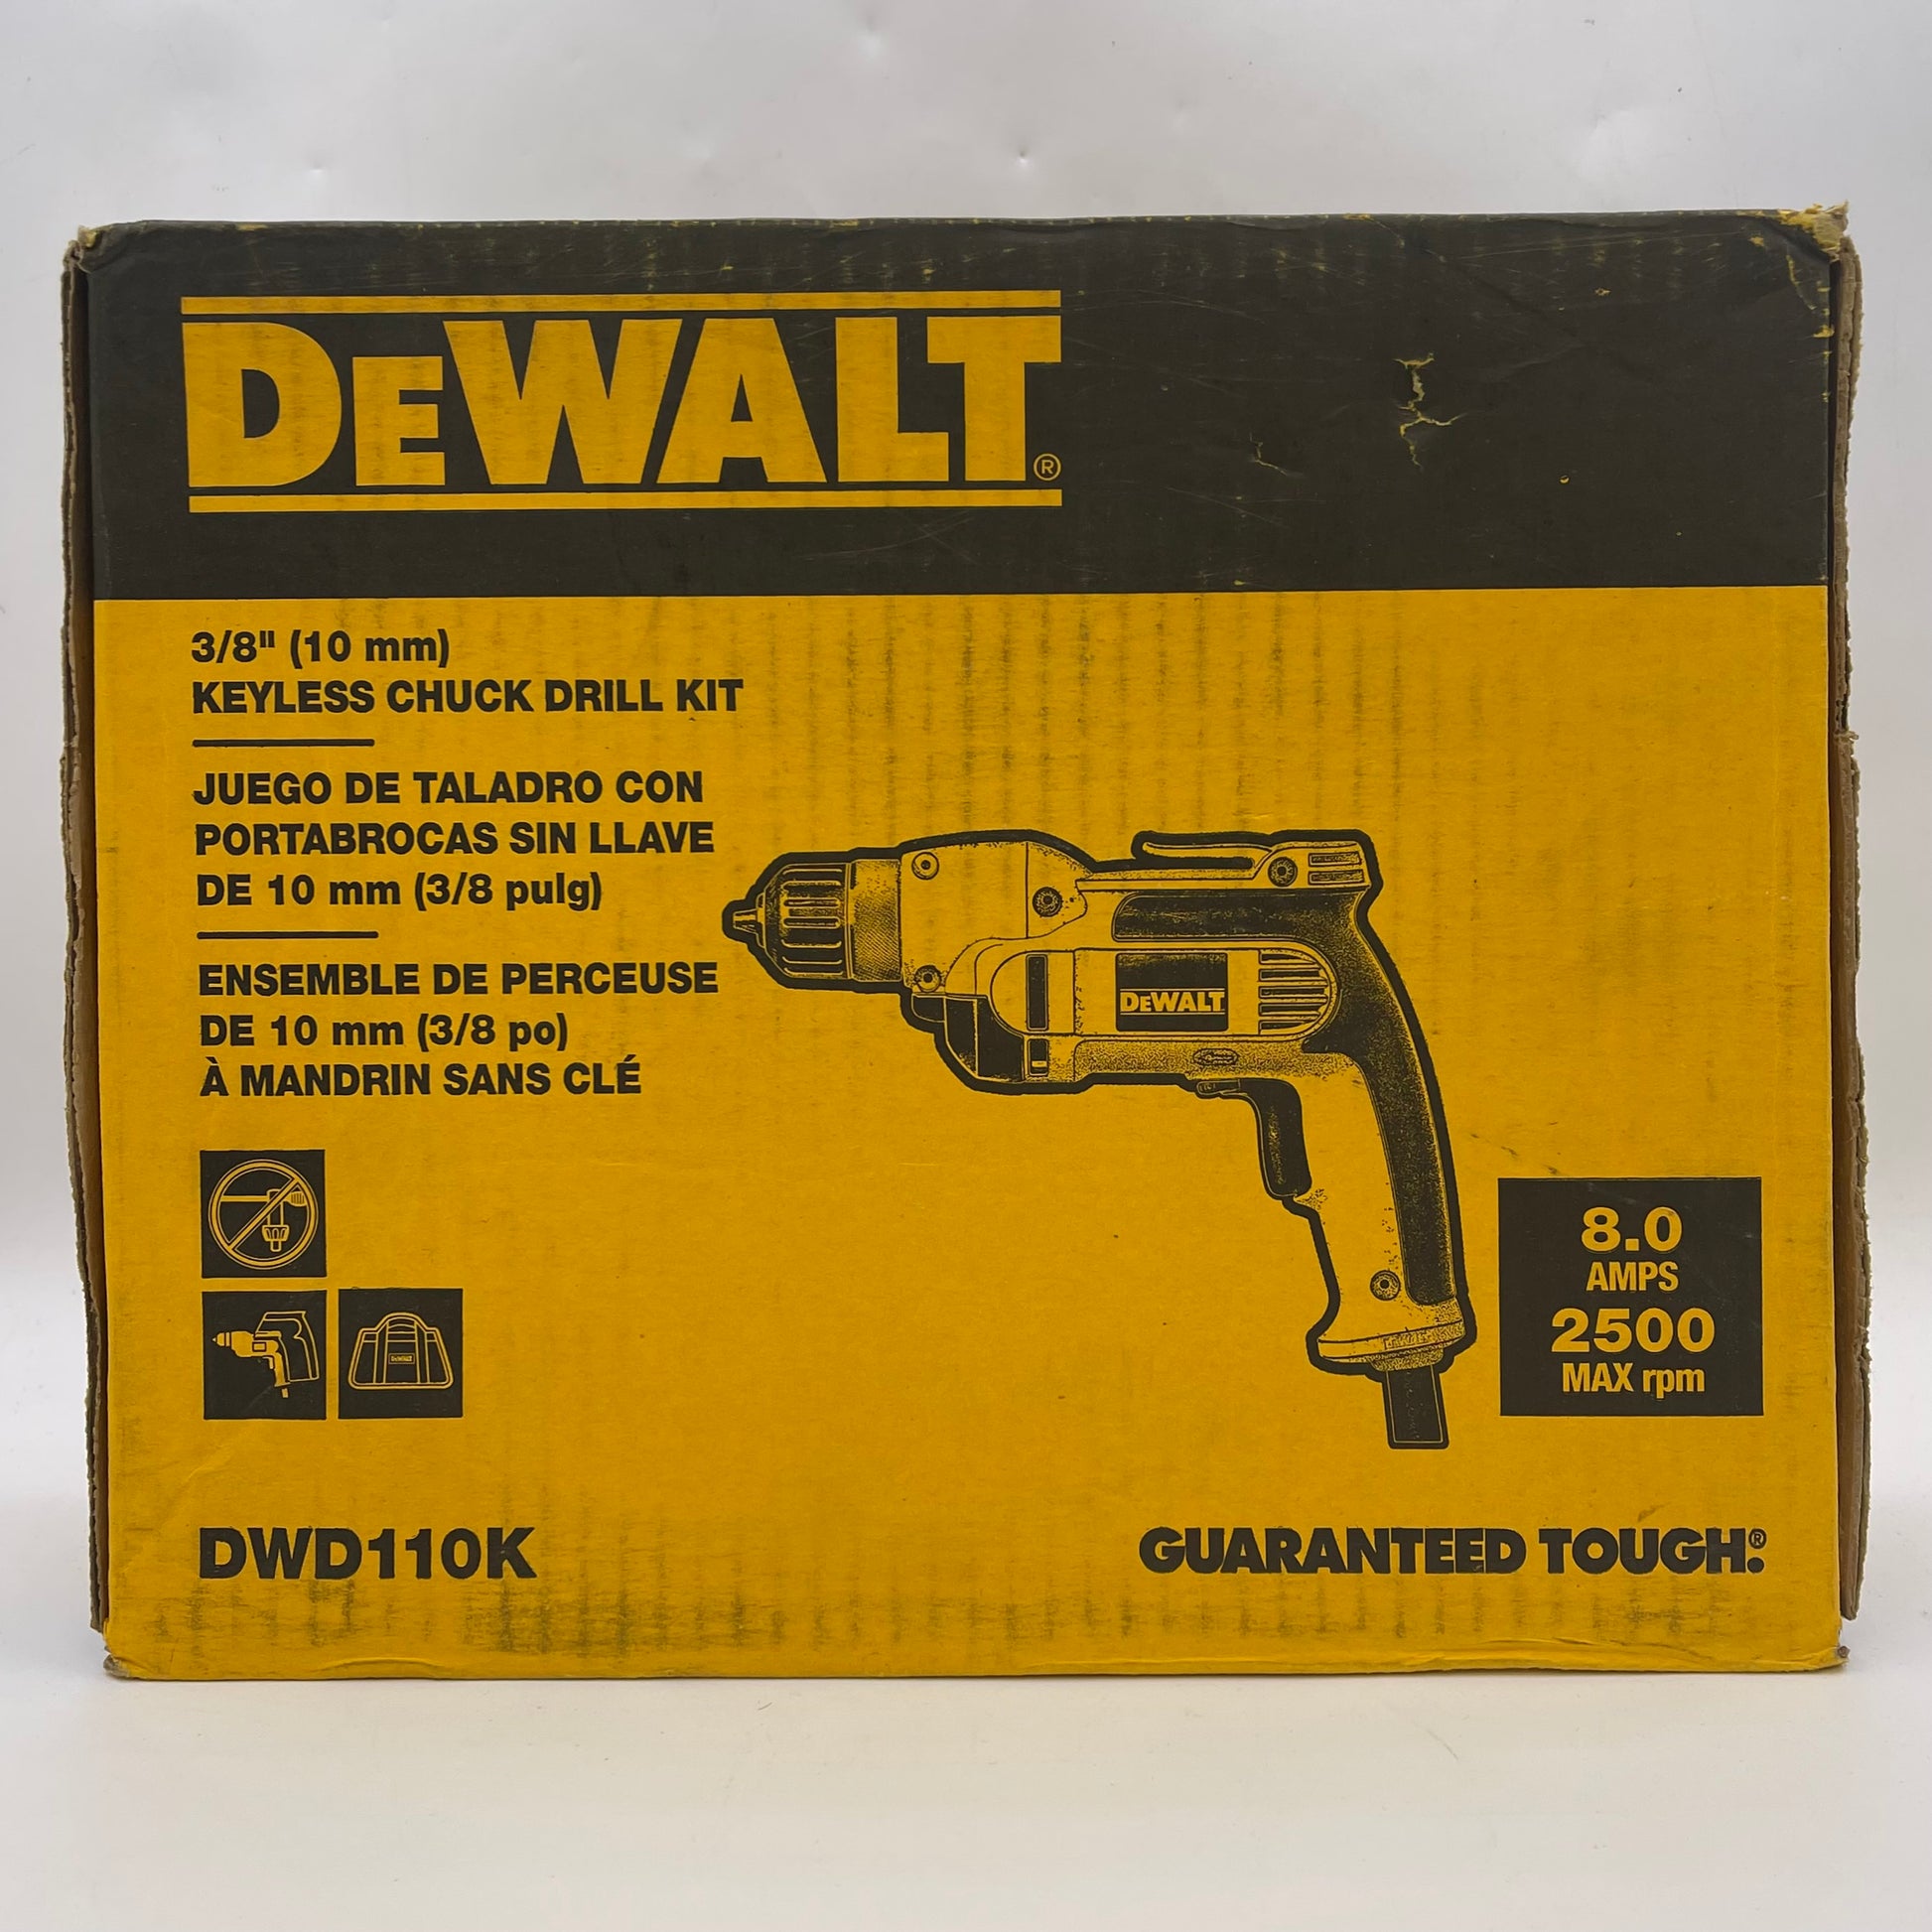 DEWALT®
3/8" (10 mm)
KEYLESS CHUCK DRILL KIT
JUEGO DE TALADRO CON
PORTABROCAS SIN LLAVE
DE 10 mm (3/8 pulg)
ENSEMBLE DE PERCEUSE
DE 10 mm (3/8 po)
À MANDRIN SANS CLÉ
DEWALT
8.0
AMPS
2500
MAX rpm
DEWALT
DWD110K
GUARANTEED TOUGH.®